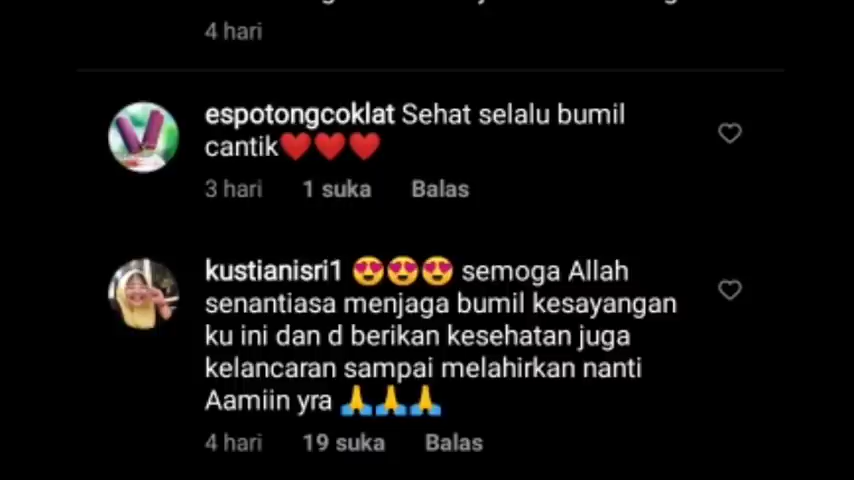 4 hari
espotongcoklat Sehat selalu bumil
cantik❤️❤️❤️
3 hari 1 suka Balas
kustianisri1 😍😍😍 semoga Allah
senantiasa menjaga bumil kesayangan
ku ini dan d berikan kesehatan juga
kelancaran sampai melahirkan nanti
Aamiin yra 🙏🙏🙏
4 hari 19 suka Balas